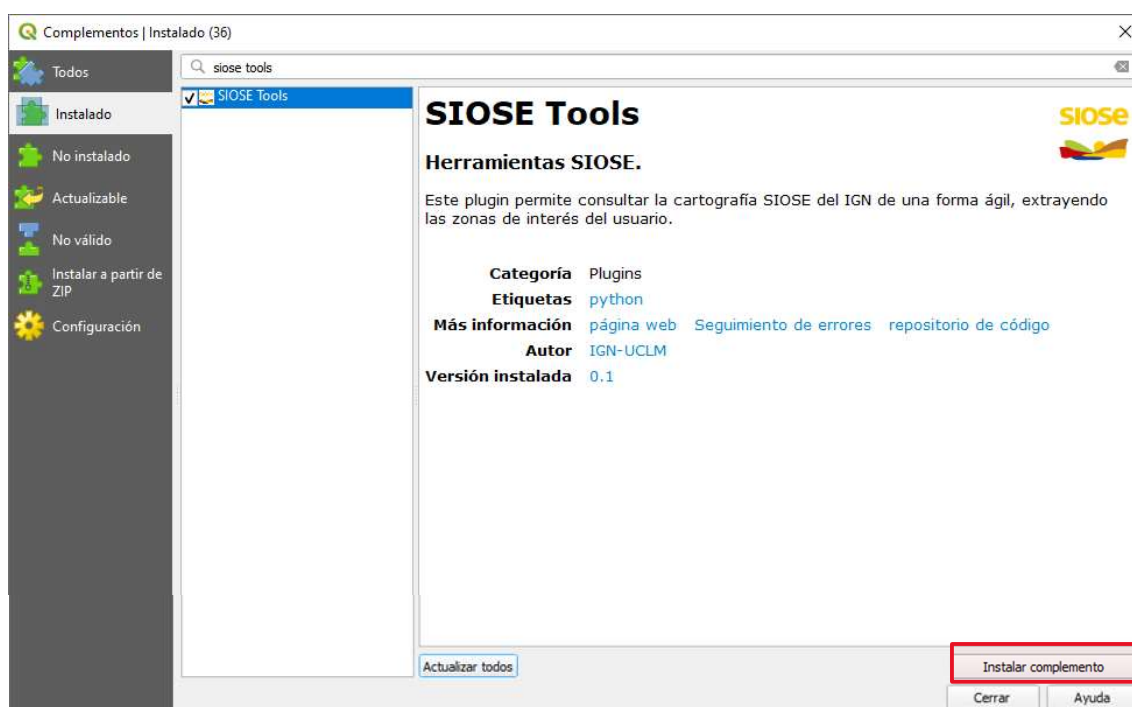 Complementos | Instalado (36)
Todos
Instalado
No instalado
Actualizable
No válido
Instalar a partir de
ZIP
Configuración
siose tools
SIOSE Tools
SIOSE Tools
siose
Herramientas SIOSE.
Este plugin permite consultar la cartografía SIOSE del IGN de una forma ágil, extrayendo
las zonas de interés del usuario.
Categoría Plugins
Etiquetas python
Más información página web Seguimiento de errores repositorio de código
Autor IGN-UCLM
Versión instalada 0.1
Actualizar todos
Instalar complemento
Cerrar
Ayuda